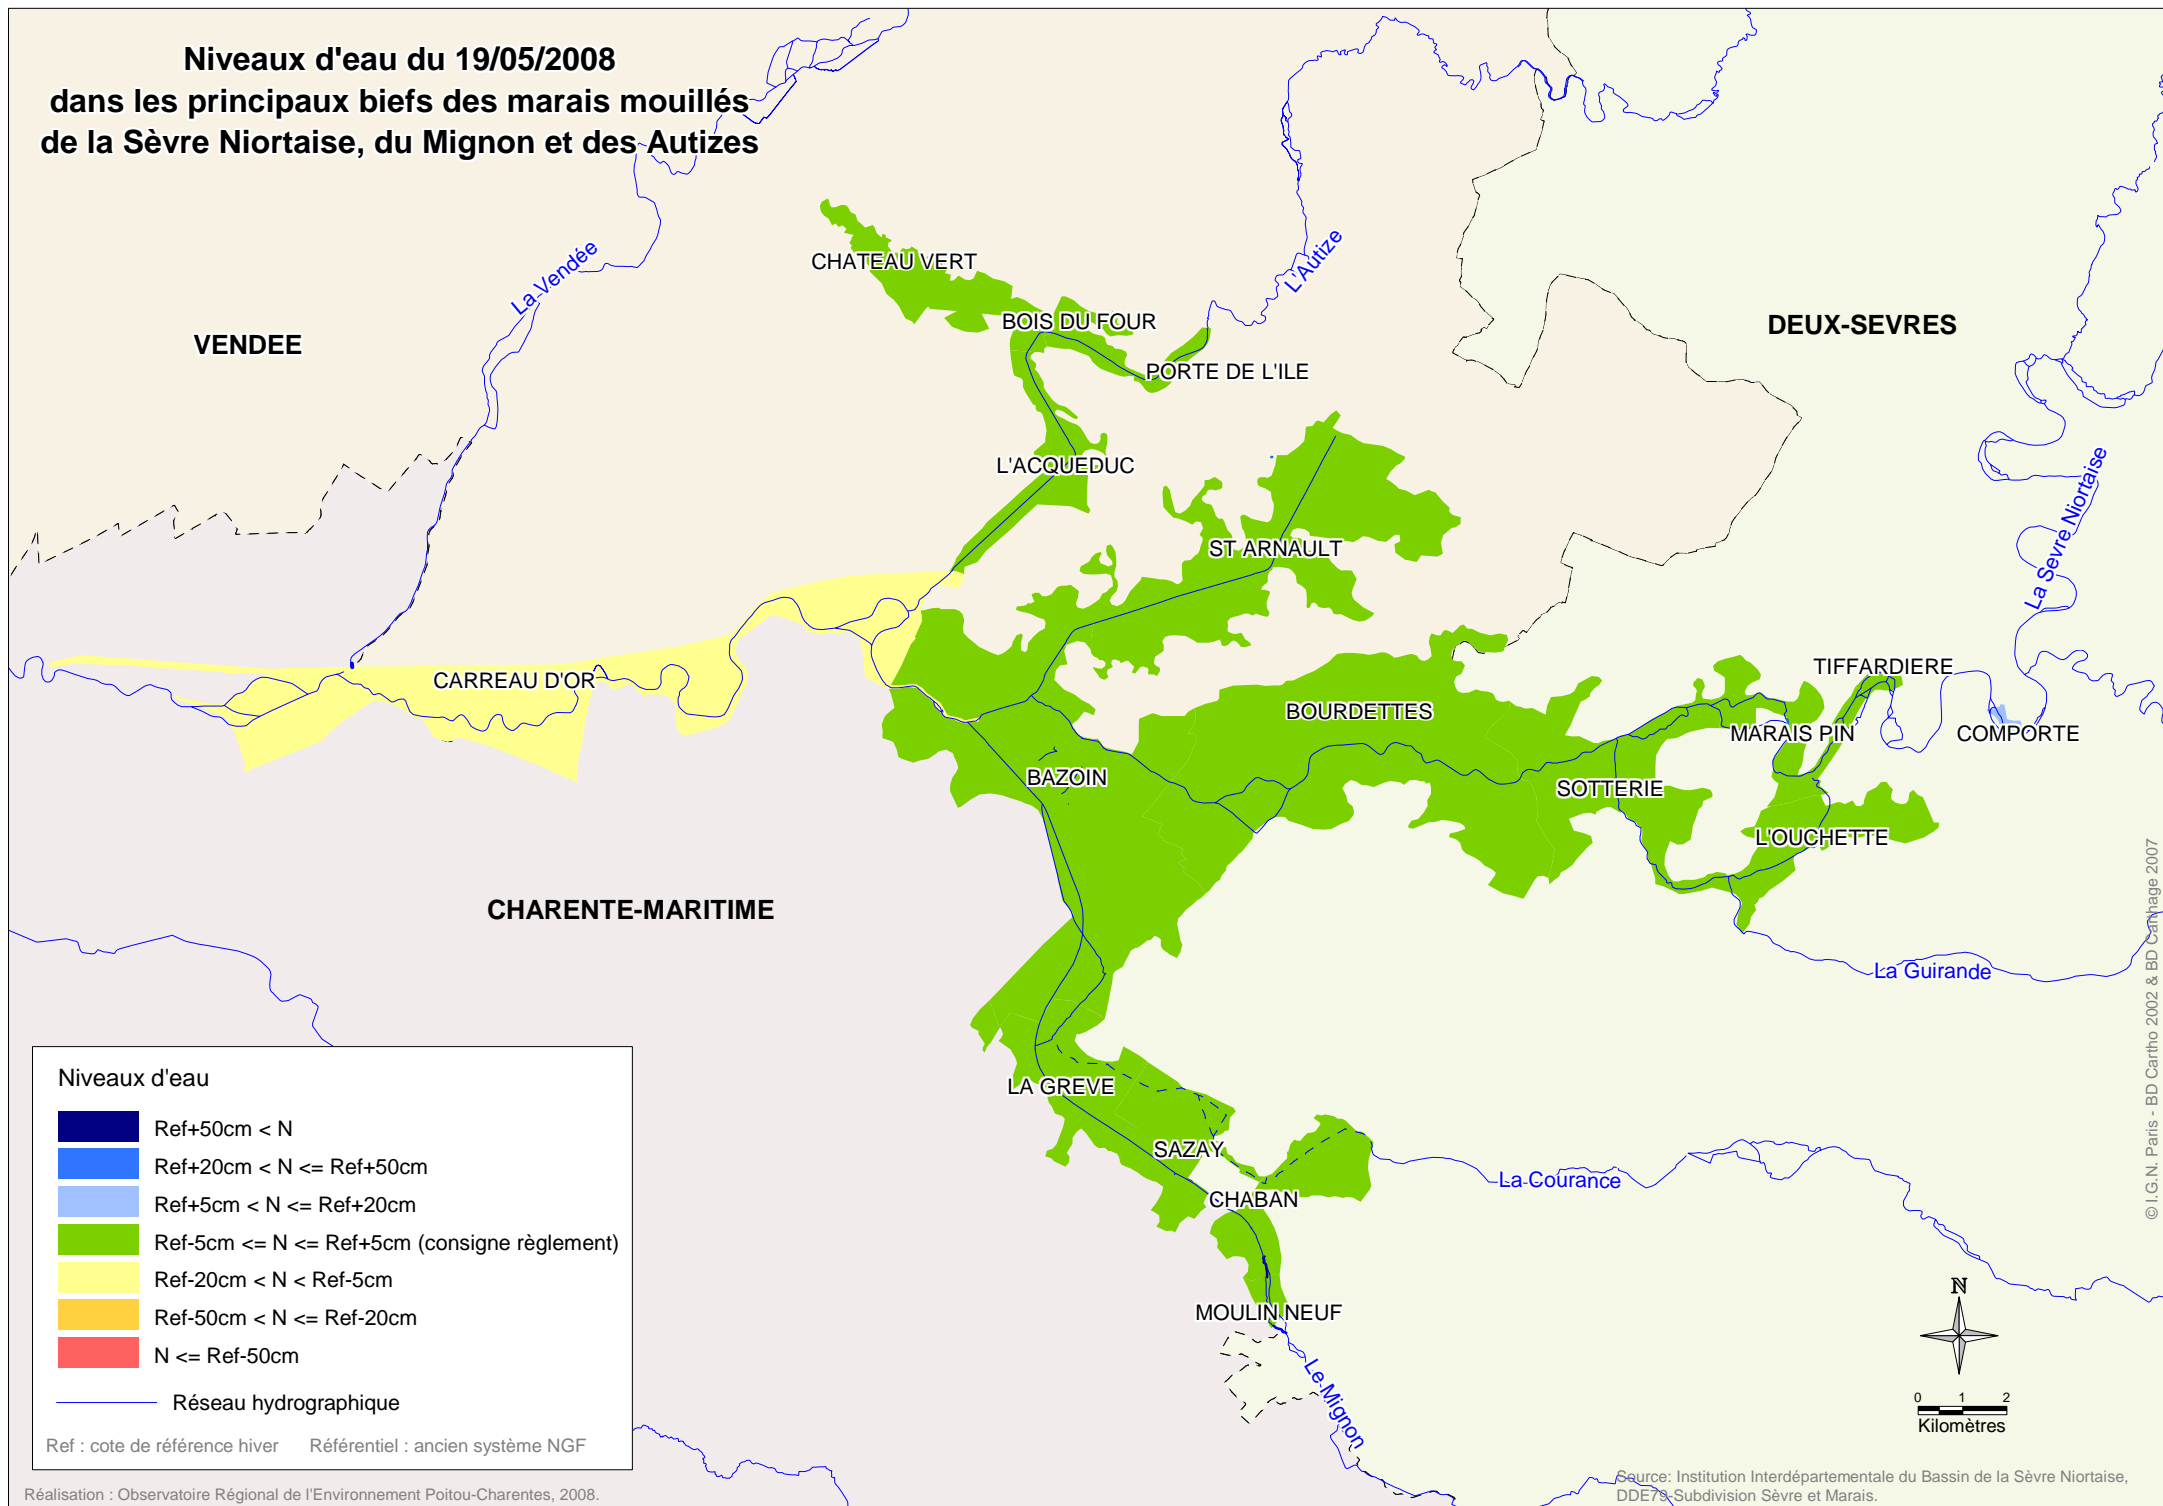 Niveaux d'eau du 19/05/2008
dans les principaux biefs des marais mouillés
de la Sèvre Niortaise, du Mignon et des Autizes
La Vendée
L'Autize
CHATEAU VERT
BOIS DU FOUR
DEUX-SEVRES
VENDEE
PORTE DE L'ILE
L'ACQUEDUC
La Sevre Niortaise
ST ARNAULT
TIFFARDIERE
CARREAU D'OR
BOURDETTES
MARAIS PIN
COMPORTE
BAZOIN
SOTTERIE
L'OUCHETTE
CHARENTE-MARITIME
La Guirande
LA GREVE
SAZAY
La Courance
CHABAN
MOULIN NEUF
Le Mignon
Niveaux d'eau
Ref+50cm < N
Ref+20cm < N <= Ref+50cm
Ref+5cm < N <= Ref+20cm
Ref-5cm <= N <= Ref+5cm (consigne règlement)
Ref-20cm < N < Ref-5cm
Ref-50cm < N <= Ref-20cm
N <= Ref-50cm
Réseau hydrographique
Ref : cote de référence hiver Référentiel : ancien système NGF
Réalisation : Observatoire Régional de l'Environnement Poitou-Charentes, 2008.
N
0 1 2
Kilomètres
Source: Institution Interdépartementale du Bassin de la Sèvre Niortaise,
DDE79-Subdivision Sèvre et Marais.
© I.G.N. Paris - BD Cartho 2002 & BD Carthage 2007